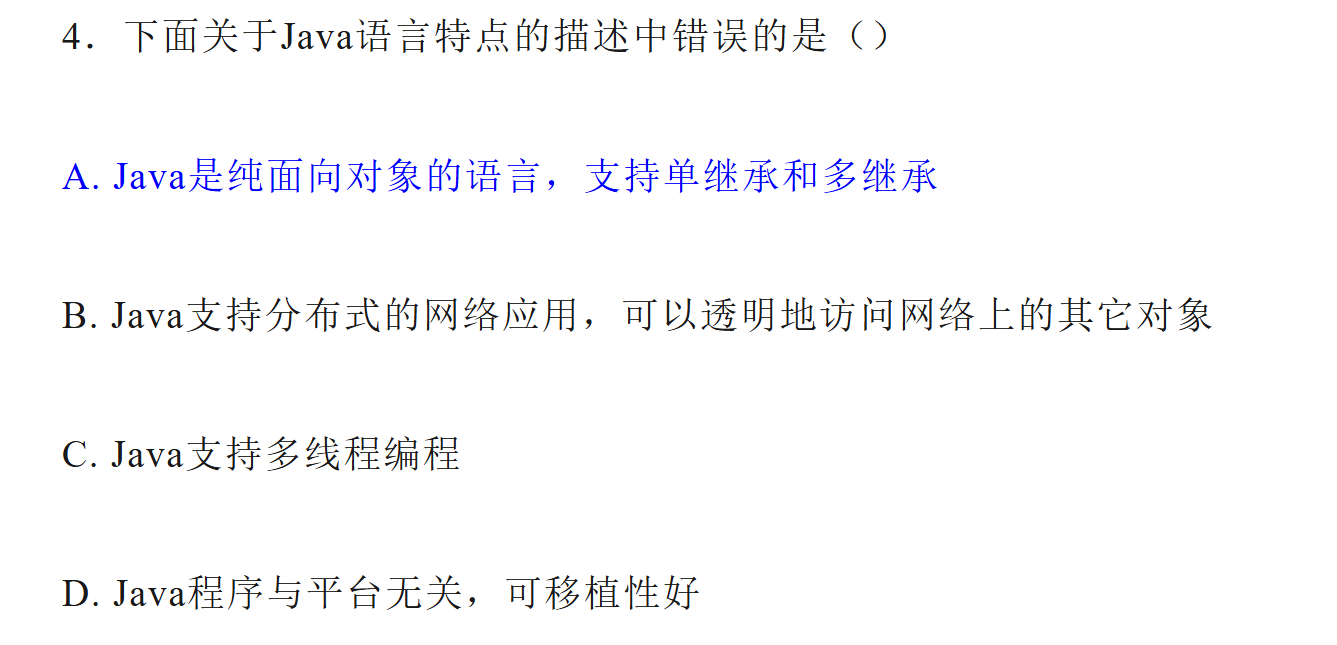 4．下面关于Java语言特点的描述中错误的是（）
A. Java是纯面向对象的语言，支持单继承和多继承
B. Java支持分布式的网络应用，可以透明地访问网络上的其它对象
C. Java支持多线程编程
D. Java程序与平台无关，可移植性好